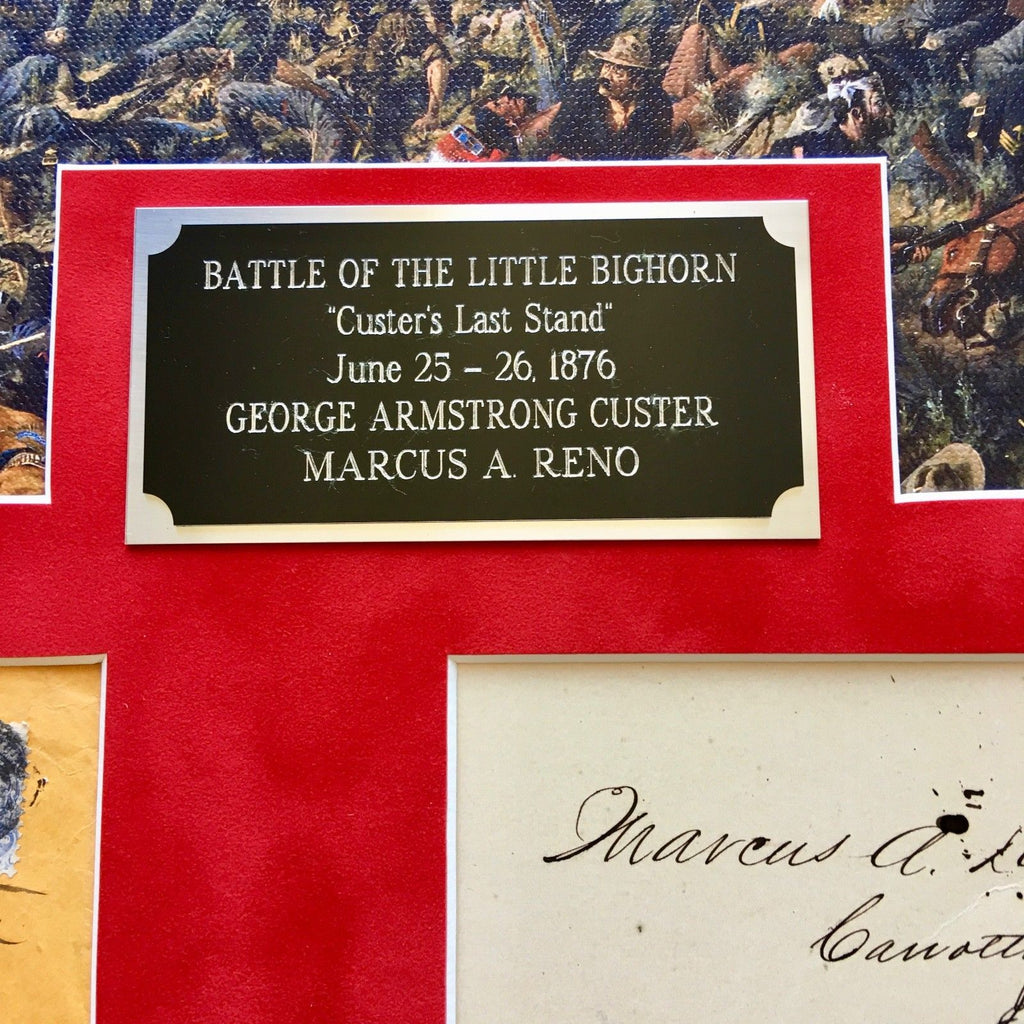 BATTLE OF THE LITTLE BIGHORN
"Custer's Last Stand"
June 25 – 26, 1876
GEORGE ARMSTRONG CUSTER
MARCUS A. RENO
Marcus A.